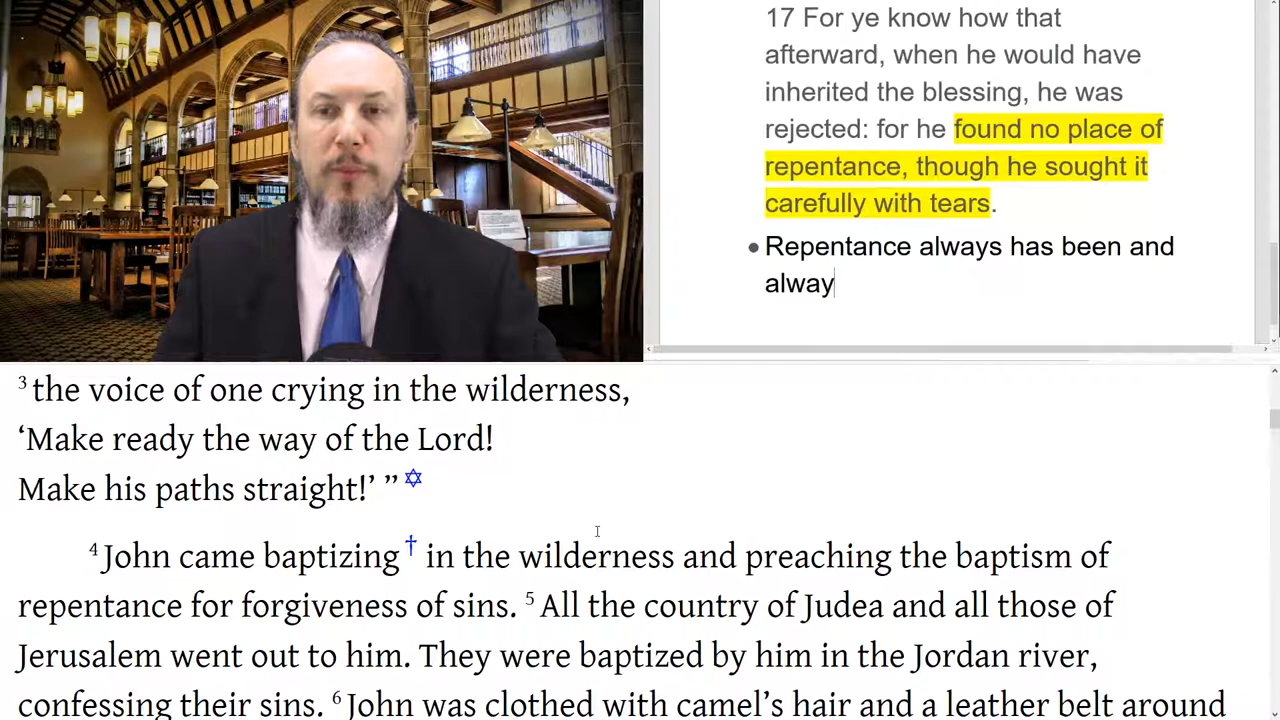 17 For ye know how that
afterward, when he would have
inherited the blessing, he was
rejected: for he found no place of
repentance, though he sought it
carefully with tears.
• Repentance always has been and
alway
3 the voice of one crying in the wilderness,
‘Make ready the way of the Lord!
Make his paths straight!’ ” ✡
4 John came baptizing † in the wilderness and preaching the baptism of
repentance for forgiveness of sins. 5 All the country of Judea and all those of
Jerusalem went out to him. They were baptized by him in the Jordan river,
confessing their sins. 6 John was clothed with camel’s hair and a leather belt around